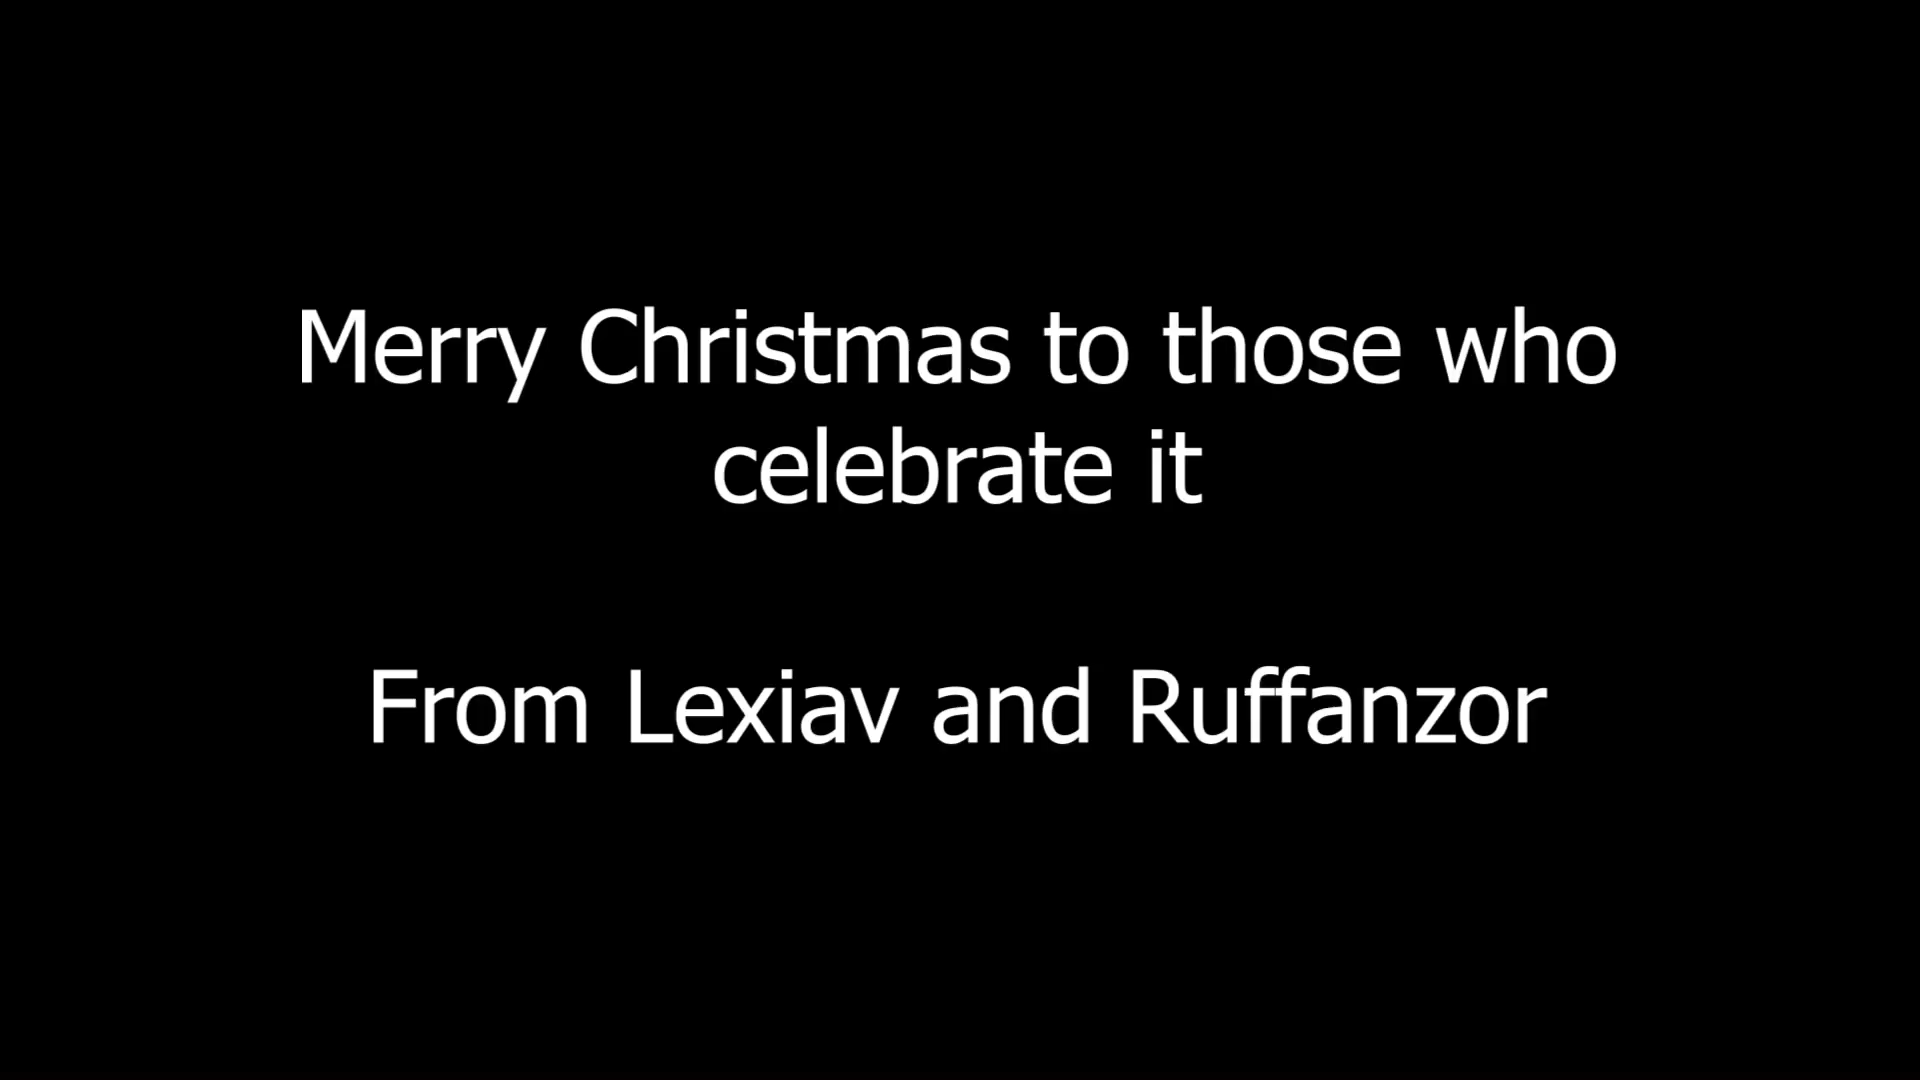 Merry Christmas to those who
celebrate it
From Lexiav and Ruffanzor